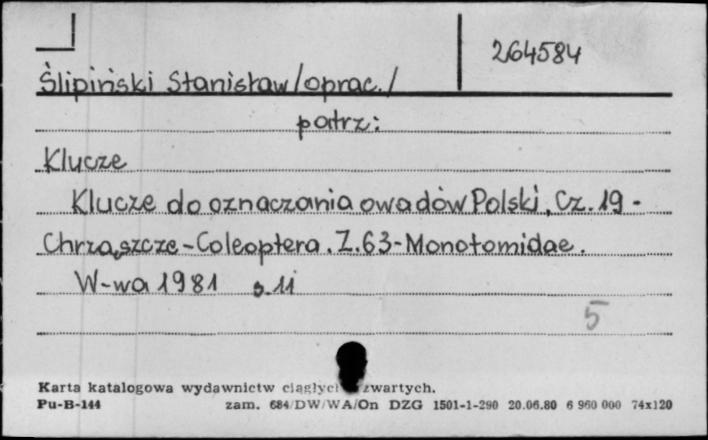 264584
Ślipiński Stanisław/oprac./
patrz:
Klucze
Klucze do oznaczania owadów Polski, Cz. 19 -
Chrząszcze - Coleoptera. Z. 63 - Monotomidae.
W-wa 1981 s. 11
5
Karta katalogowa wydawnictw ciągłych zwartych.
Pu-B-144 zam. 684/DW/WA/On DZG 1501-1-290 20.06.80 6 960 000 74x120